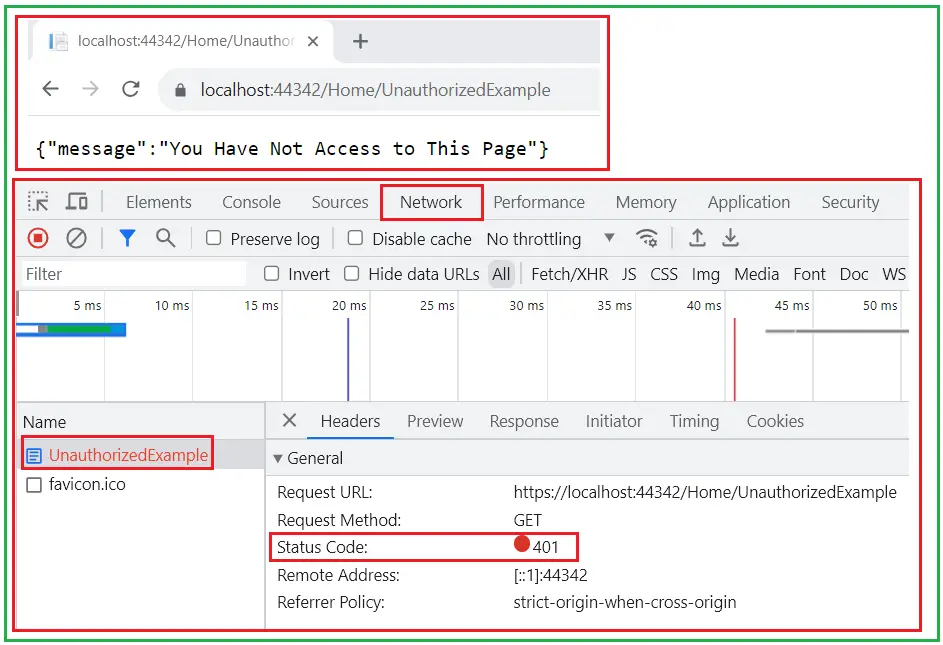 localhost:44342/Home/Unauthor
localhost:44342/Home/UnauthorizedExample
{"message":"You Have Not Access to This Page"}
Elements Console Sources Network Performance Memory Application Security
Preserve log Disable cache No throttling
Filter Invert Hide data URLs All Fetch/XHR JS CSS Img Media Font Doc WS
5 ms 10 ms 15 ms 20 ms 25 ms 30 ms 35 ms 40 ms 45 ms 50 ms
Name Headers Preview Response Initiator Timing Cookies
UnauthorizedExample General
favicon.ico
Request URL: https://localhost:44342/Home/UnauthorizedExample
Request Method: GET
Status Code: 401
Remote Address: [::1]:44342
Referrer Policy: strict-origin-when-cross-origin